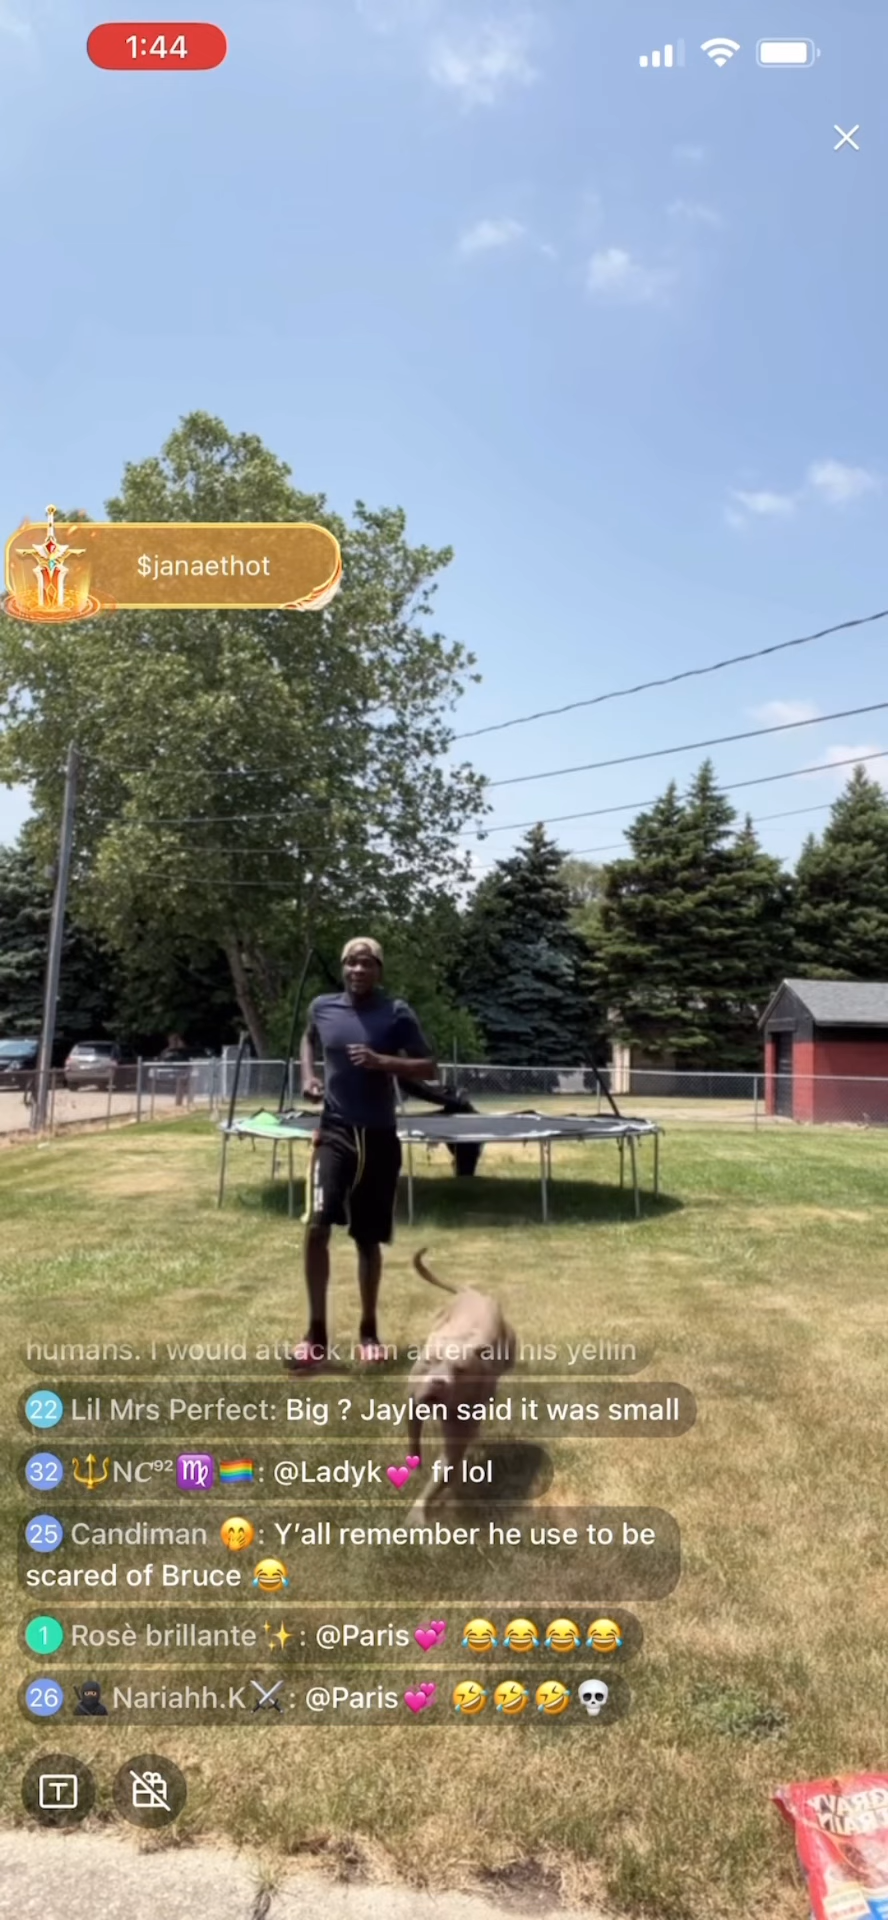 1:44
$janaethot
humans. I would attack him after all his yellin
22 Lil Mrs Perfect: Big ? Jaylen said it was small
32 🔱NC⁹²♍🏳️‍🌈: @Ladyk💕 fr lol
25 Candiman 🤭: Y’all remember he use to be
scared of Bruce 😂
1 Rosè brillante✨: @Paris💕 😂😂😂😂
26 🥷🏿Nariahh.K⚔️: @Paris💕 🤣🤣🤣💀
T
GRAVY
TRAIN